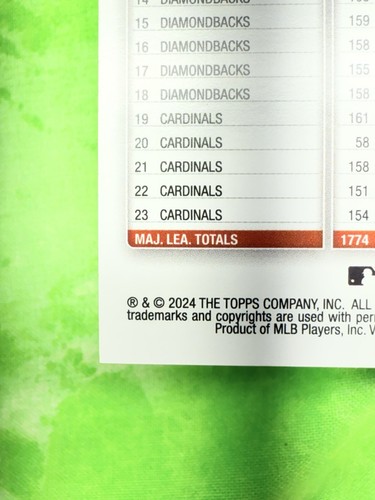 14 DIAMONDBACKS
15 DIAMONDBACKS 159
16 DIAMONDBACKS 158
17 DIAMONDBACKS 155
18 DIAMONDBACKS 158
19 CARDINALS 161
20 CARDINALS 58
21 CARDINALS 158
22 CARDINALS 151
23 CARDINALS 154
MAJ. LEA. TOTALS 1774
® & © 2024 THE TOPPS COMPANY, INC. ALL
trademarks and copyrights are used with
Product of MLB Players, Inc.